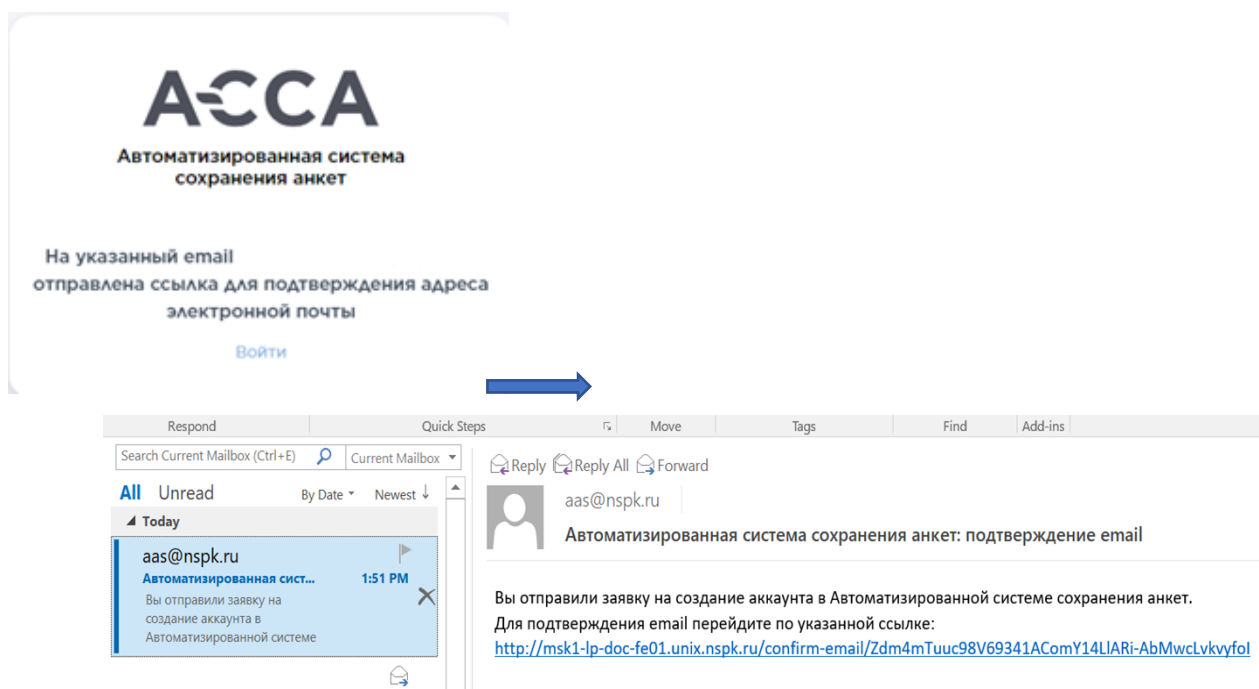 АССА
Автоматизированная система
сохранения анкет
На указанный email
отправлена ссылка для подтверждения адреса
электронной почты
Войти
Respond Quick Steps Move Tags Find Add-ins
Search Current Mailbox (Ctrl+E) Current Mailbox
Reply Reply All Forward
All Unread By Date Newest ↓
aas@nspk.ru
Today
Автоматизированная система сохранения анкет: подтверждение email
aas@nspk.ru
Автоматизированная сист... 1:51 PM
Вы отправили заявку на
создание аккаунта в
Автоматизированной системе
Вы отправили заявку на создание аккаунта в Автоматизированной системе сохранения анкет.
Для подтверждения email перейдите по указанной ссылке:
http://msk1-lp-doc-fe01.unix.nspk.ru/confirm-email/Zdm4mTuuc98V69341AComY14LlARi-AbMwcLvkvyfoI